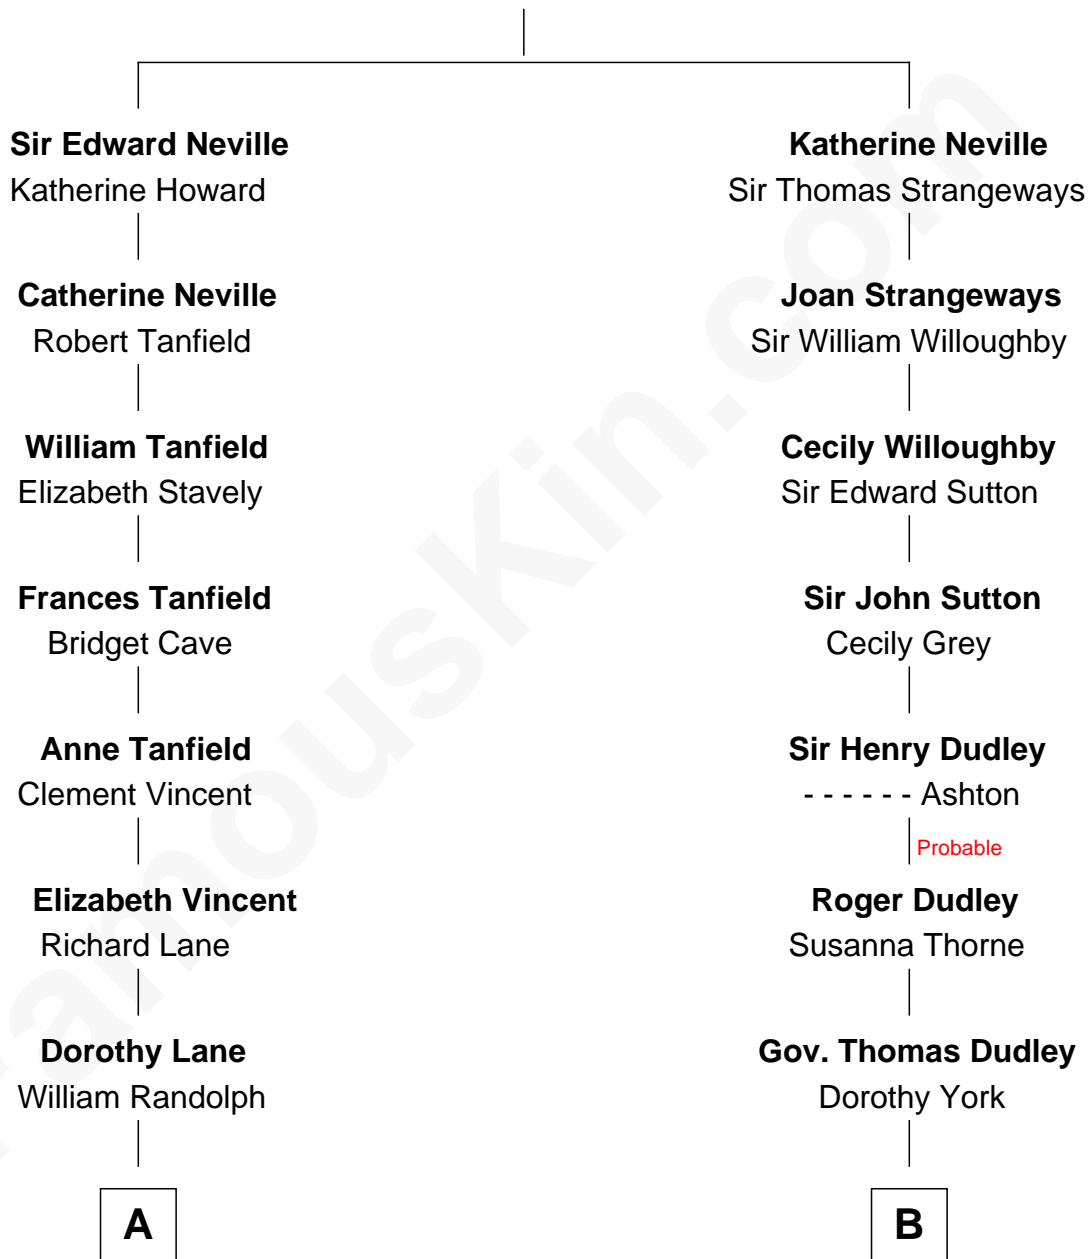 Sir Edward Neville
Katherine Howard
Catherine Neville
Robert Tanfield
William Tanfield
Elizabeth Stavely
Frances Tanfield
Bridget Cave
Anne Tanfield
Clement Vincent
Elizabeth Vincent
Richard Lane
Dorothy Lane
William Randolph
A
Katherine Neville
Sir Thomas Strangeways
Joan Strangeways
Sir William Willoughby
Cecily Willoughby
Sir Edward Sutton
Sir John Sutton
Cecily Grey
Sir Henry Dudley
- - - - - - Ashton
Probable
Roger Dudley
Susanna Thorne
Gov. Thomas Dudley
Dorothy York
B
FamousKin.com